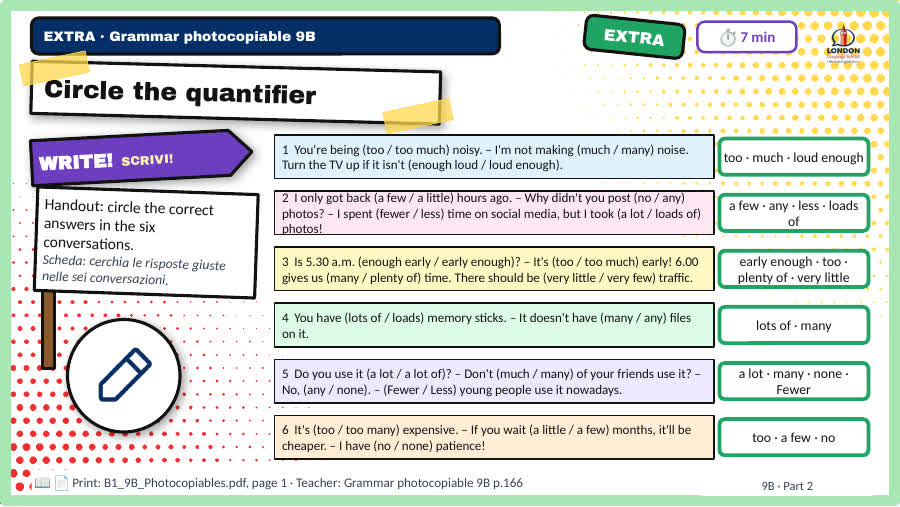 EXTRA · Grammar photocopiable 9B
EXTRA
7 min
LONDON
Circle the quantifier
WRITE! SCRIVI!
Handout: circle the correct
answers in the six
conversations.
Scheda: cerchia le risposte giuste
nelle sei conversazioni.
1 You're being (too / too much) noisy. – I'm not making (much / many) noise.
Turn the TV up if it isn't (enough loud / loud enough).
too · much · loud enough
2 I only got back (a few / a little) hours ago. – Why didn't you post (no / any)
photos? – I spent (fewer / less) time on social media, but I took (a lot / loads of)
photos!
a few · any · less · loads
of
3 Is 5.30 a.m. (enough early / early enough)? – It's (too / too much) early! 6.00
gives us (many / plenty of) time. There should be (very little / very few) traffic.
early enough · too ·
plenty of · very little
4 You have (lots of / loads) memory sticks. – It doesn't have (many / any) files
on it.
lots of · many
5 Do you use it (a lot / a lot of)? – Don't (much / many) of your friends use it? –
No, (any / none). – (Fewer / Less) young people use it nowadays.
a lot · many · none ·
Fewer
6 It's (too / too many) expensive. – If you wait (a little / a few) months, it'll be
cheaper. – I have (no / none) patience!
too · a few · no
Print: B1_9B_Photocopiables.pdf, page 1 · Teacher: Grammar photocopiable 9B p.166
9B · Part 2